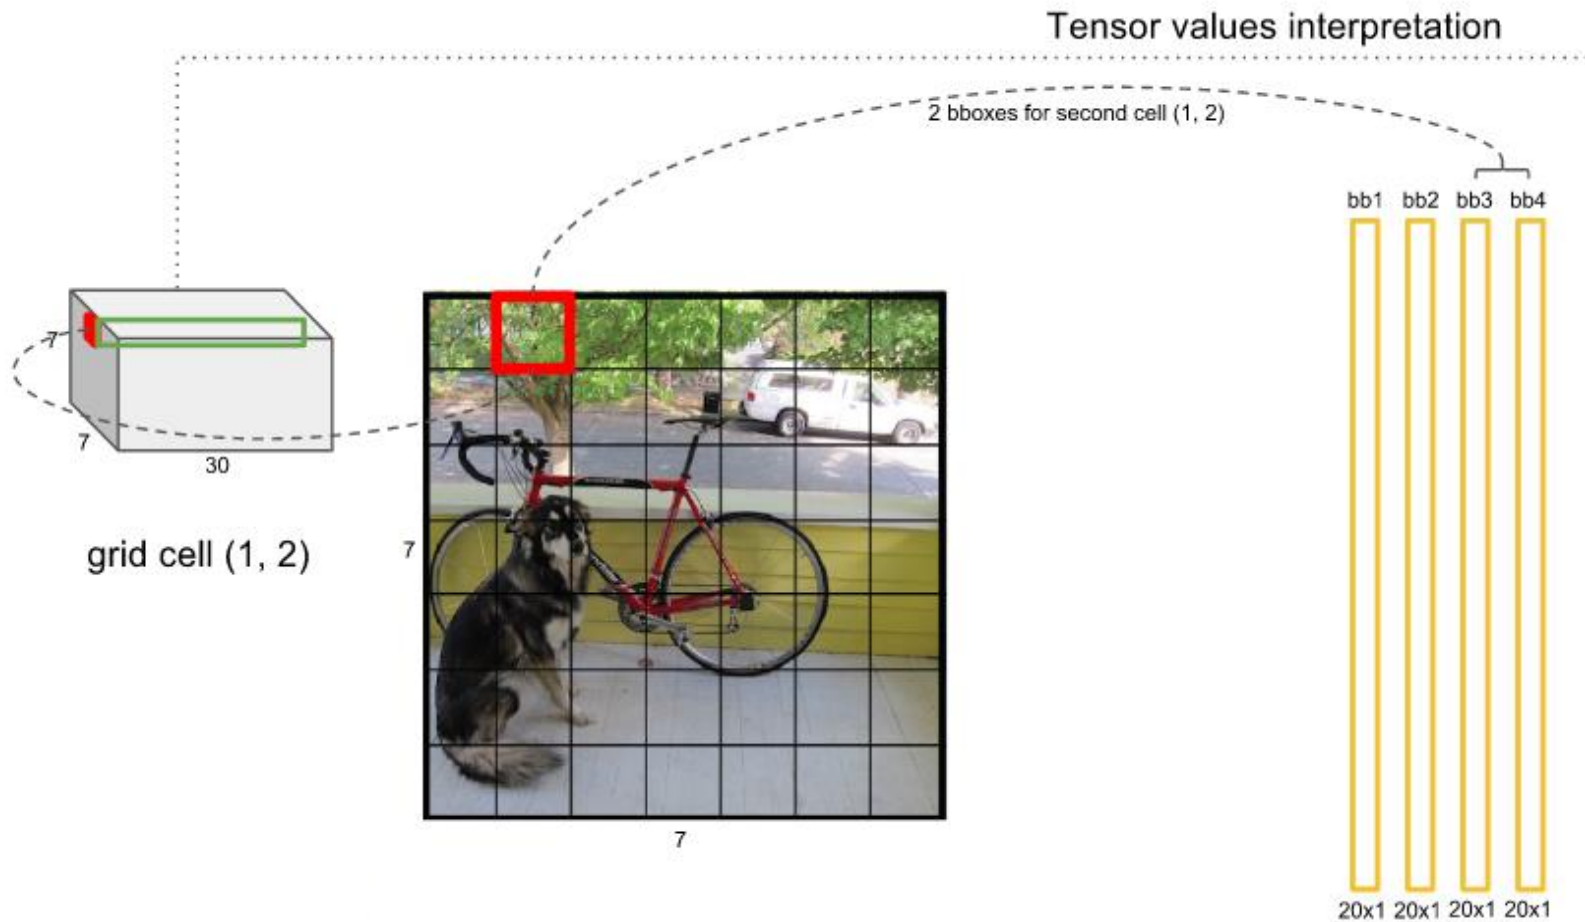 Tensor values interpretation
2 bboxes for second cell (1, 2)
bb1 bb2 bb3 bb4
7
7
30
grid cell (1, 2)
7
7
20x1 20x1 20x1 20x1